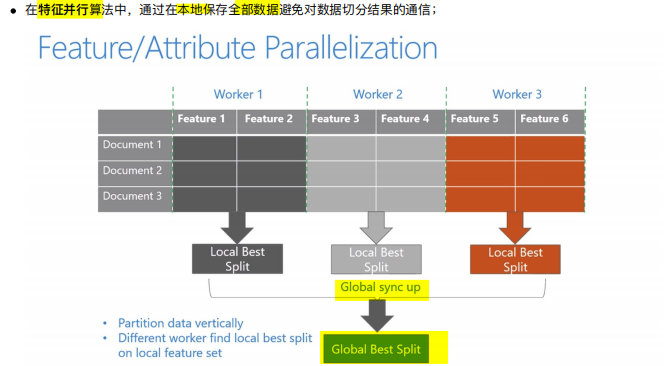 • 在特征并行算法中，通过在本地保存全部数据避免对数据切分结果的通信；
Feature/Attribute Parallelization
Worker 1 Worker 2 Worker 3
Feature 1 Feature 2 Feature 3 Feature 4 Feature 5 Feature 6
Document 1
Document 2
Document 3
Local Best Split
Local Best Split
Local Best Split
Global sync up
• Partition data vertically
• Different worker find local best split
on local feature set
Global Best Split